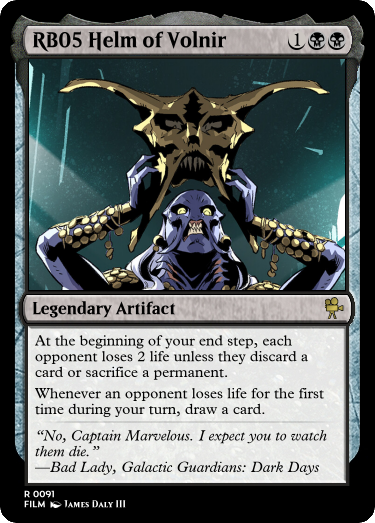 RB05 Helm of Volnir 1
Legendary Artifact
At the beginning of your end step, each
opponent loses 2 life unless they discard a
card or sacrifice a permanent.
Whenever an opponent loses life for the first
time during your turn, draw a card.
“No, Captain Marvelous. I expect you to watch
them die.”
—Bad Lady, Galactic Guardians: Dark Days
R 0091
FILM James Daly III